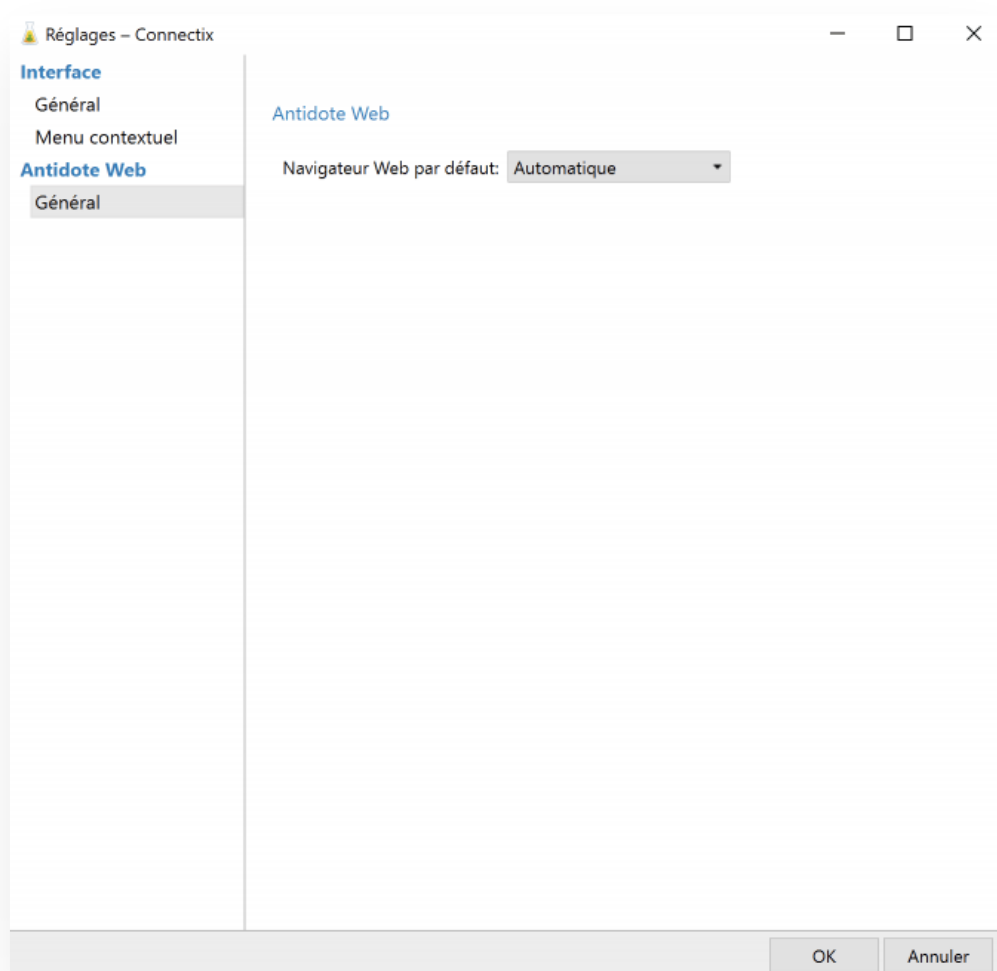 Réglages – Connectix
Interface
Général
Menu contextuel
Antidote Web
Général
Antidote Web
Navigateur Web par défaut: Automatique
OK Annuler